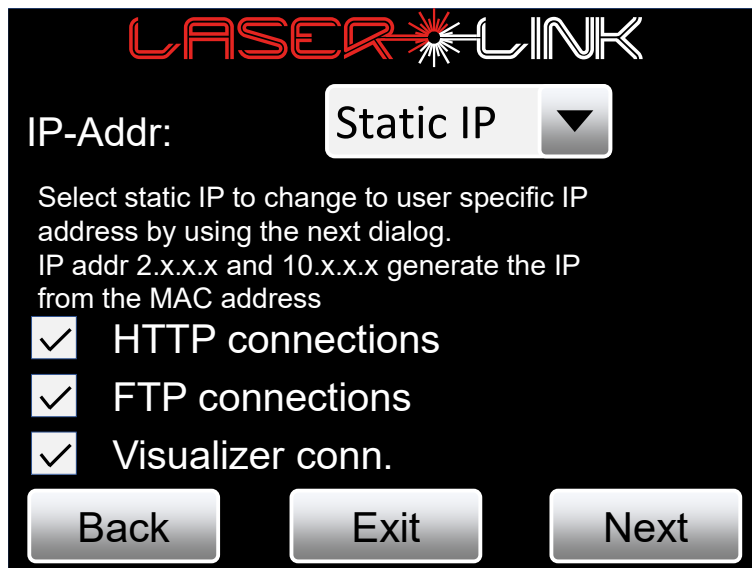 LASER LINK
IP-Addr:
Static IP
Select static IP to change to user specific IP
address by using the next dialog.
IP addr 2.x.x.x and 10.x.x.x generate the IP
from the MAC address
HTTP connections
FTP connections
Visualizer conn.
Back
Exit
Next